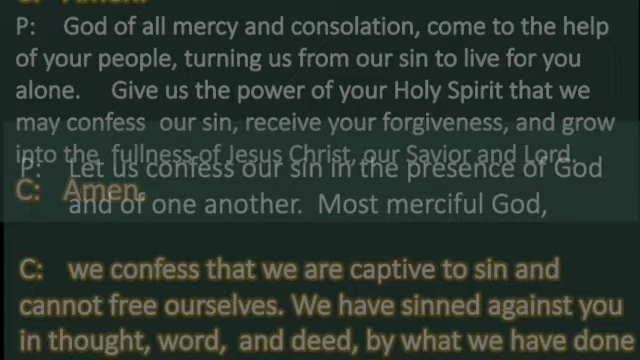 C: Amen.
P: God of all mercy and consolation, come to the help
of your people, turning us from our sin to live for you
alone. Give us the power of your Holy Spirit that we
may confess our sin, receive your forgiveness, and grow
into the fullness of Jesus Christ, our Savior and Lord.
P: Let us confess our sin in the presence of God
C: Amen.
and of one another. Most merciful God,
C: we confess that we are captive to sin and
cannot free ourselves. We have sinned against you
in thought, word, and deed, by what we have done